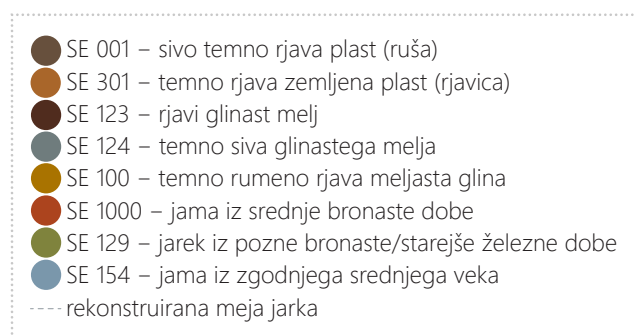 SE 001 – sivo temno rjava plast (ruša)
SE 301 – temno rjava zemljena plast (rjavica)
SE 123 – rjavi glinast melj
SE 124 – temno siva glinastega melja
SE 100 – temno rumeno rjava meljasta glina
SE 1000 – jama iz srednje bronaste dobe
SE 129 – jarek iz pozne bronaste/starejše železne dobe
SE 154 – jama iz zgodnjega srednjega veka
rekonstruirana meja jarka